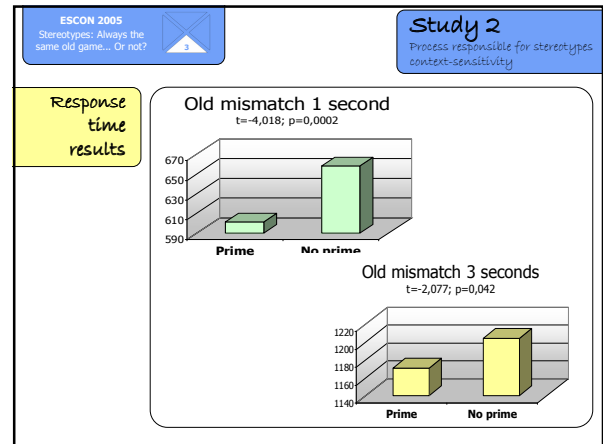 ESCON 2005
Stereotypes: Always the
same old game... Or not?
3
Study 2
Process responsible for stereotypes
context-sensitivity
Response
time
results
Old mismatch 1 second
t=-4,018; p=0,0002
670
650
630
610
590
Prime No prime
Old mismatch 3 seconds
t=-2,077; p=0,042
1220
1200
1180
1160
1140
Prime No prime